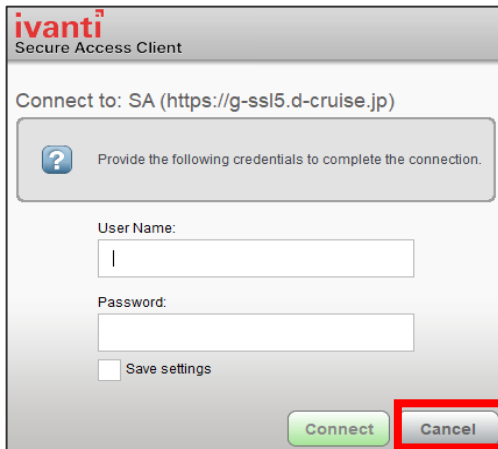 ivanti
Secure Access Client
Connect to: SA (https://g-ssl5.d-cruise.jp)
Provide the following credentials to complete the connection.
User Name:
Password:
Save settings
Connect
Cancel